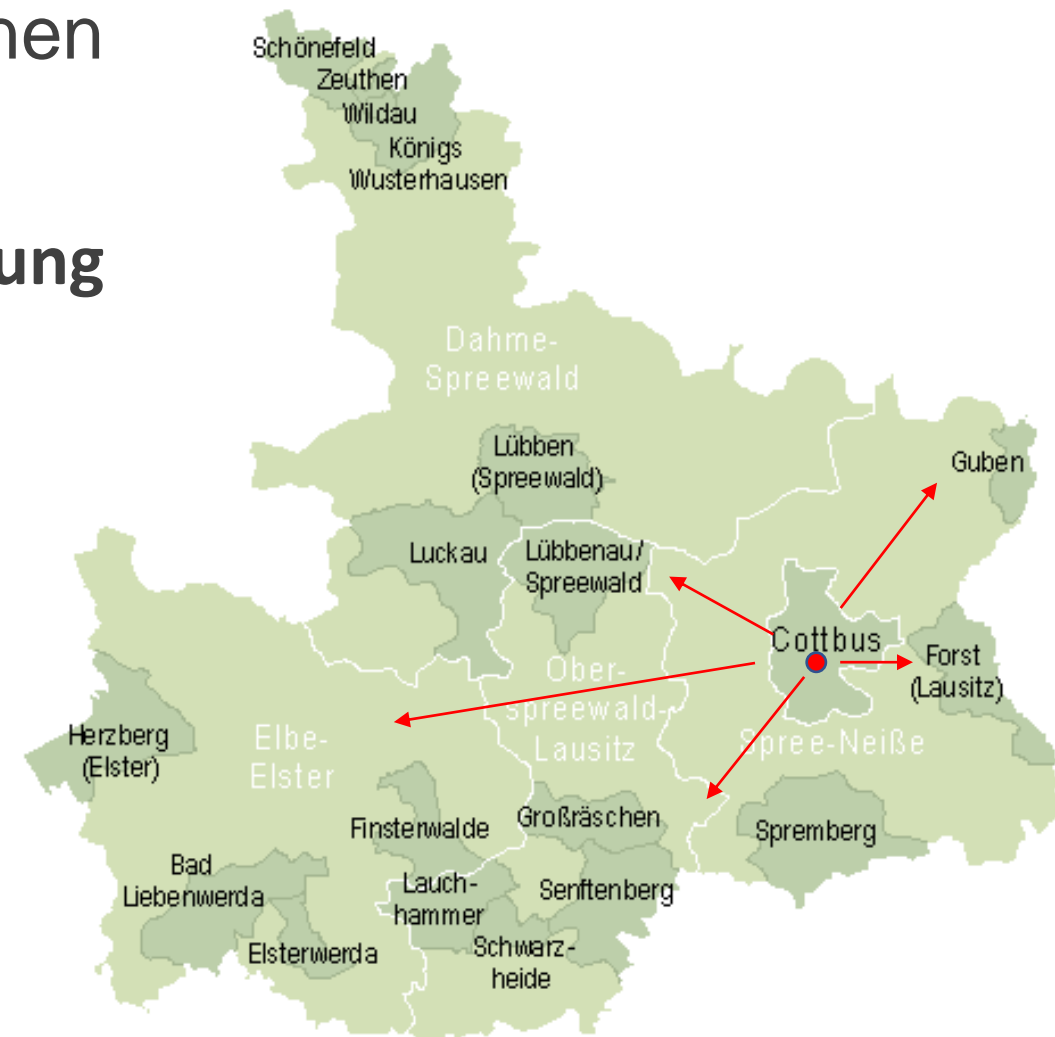 nen
ung
Schönefeld
Zeuthen
Wildau
Königs
Wusterhausen
Dahme-
Spreewald
Lübben
(Spreewald)
Guben
Luckau
Lübbenau/
Spreewald
Cottbus
Forst
(Lausitz)
Ober-
spreewald-
Lausitz
Herzberg
(Elster)
Elbe-
Elster
Spree-Neiße
Finsterwalde
Großräschen
Spremberg
Bad
Liebenwerda
Lauch-
hammer
Senftenberg
Elsterwerda
Schwarz-
heide